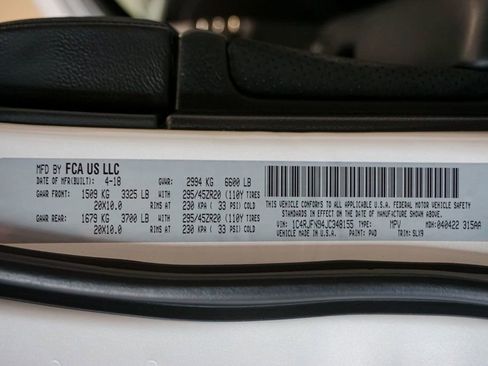 MFD BY FCA US LLC
DATE OF MFR(BUILT): 4-18 GVWR: 2994 KG 6600 LB
GAWR FRONT: 1509 KG 3325 LB WITH 295/45ZR20 (110Y TIRES
20X10.0 RIMS AT 230 KPA ( 33 PSI) COLD
GAWR REAR: 1679 KG 3700 LB WITH 295/45ZR20 (110Y TIRES
20X10.0 RIMS AT 230 KPA ( 33 PSI) COLD
THIS VEHICLE CONFORMS TO ALL APPLICABLE U.S.A. FEDERAL MOTOR VEHICLE SAFETY
STANDARDS IN EFFECT ON THE DATE OF MANUFACTURE SHOWN ABOVE.
VIN: 1C4RJFN94JC348155 TYPE: MPV MDH:040422 315AA
VEHICLE MADE IN U.S.A. PAINT: PWD TRIM: SLX9